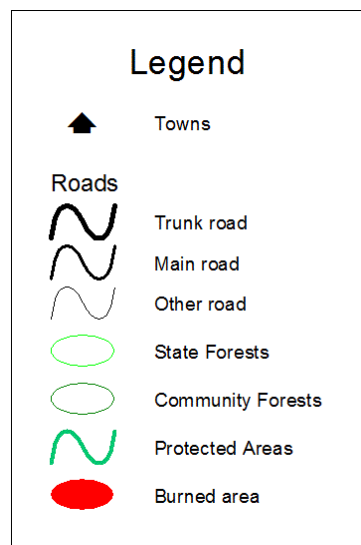 Legend
Towns
Roads
Trunk road
Main road
Other road
State Forests
Community Forests
Protected Areas
Burned area